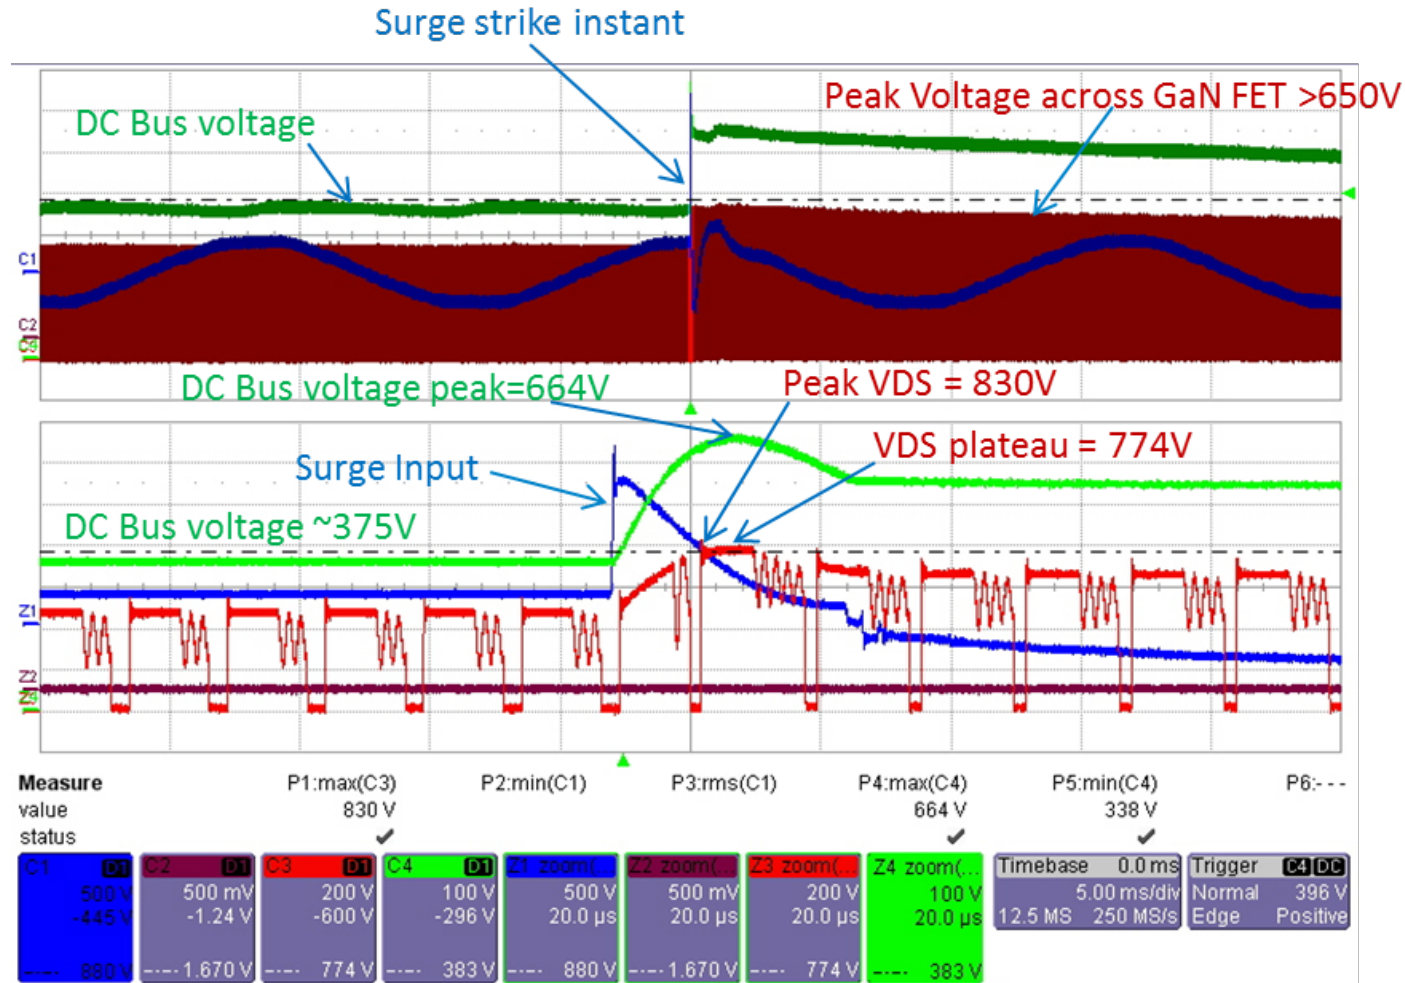 Surge strike instant
Peak Voltage across GaN FET >650V
DC Bus voltage
C1
C2
DC Bus voltage peak=664V
Peak VDS = 830V
VDS plateau = 774V
Surge Input
DC Bus voltage ~375V
Z1
Z2
Measure P1:max(C3) P2:min(C1) P3:rms(C1) P4:max(C4) P5:min(C4) P6:- - -
value 830 V 664 V 338 V
status
C1 D1 C2 D1 C3 D1 C4 D1 Z1 zoom(... Z2 zoom(... Z3 zoom(... Z4 zoom(... Timebase 0.0 ms Trigger C4 DC
500 V 500 mV 200 V 100 V 500 V 500 mV 200 V 100 V 5.00 ms/div Normal 396 V
-445 V -1.24 V -600 V -296 V 20.0 µs 20.0 µs 20.0 µs 20.0 µs 12.5 MS 250 MS/s Edge Positive
880 V 1.670 V 774 V 383 V 880 V 1.670 V 774 V 383 V